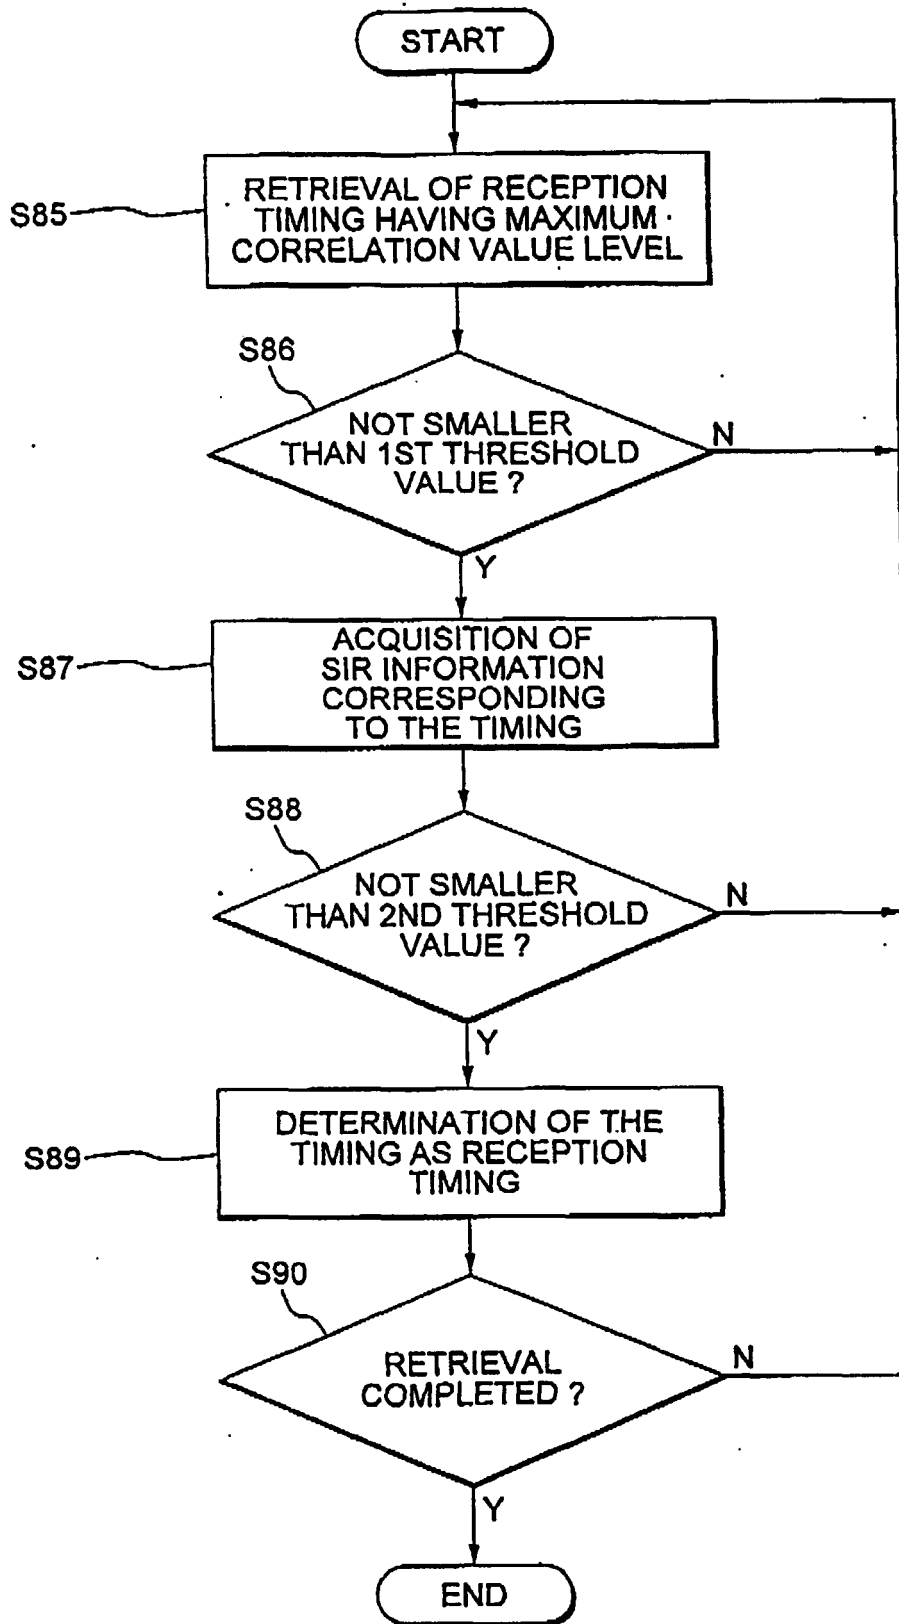 START
S85
RETRIEVAL OF RECEPTION
TIMING HAVING MAXIMUM
CORRELATION VALUE LEVEL
S86
NOT SMALLER
THAN 1ST THRESHOLD
VALUE ?
N
Y
S87
ACQUISITION OF
SIR INFORMATION
CORRESPONDING
TO THE TIMING
S88
NOT SMALLER
THAN 2ND THRESHOLD
VALUE ?
N
Y
S89
DETERMINATION OF THE
TIMING AS RECEPTION
TIMING
S90
RETRIEVAL
COMPLETED ?
N
Y
END